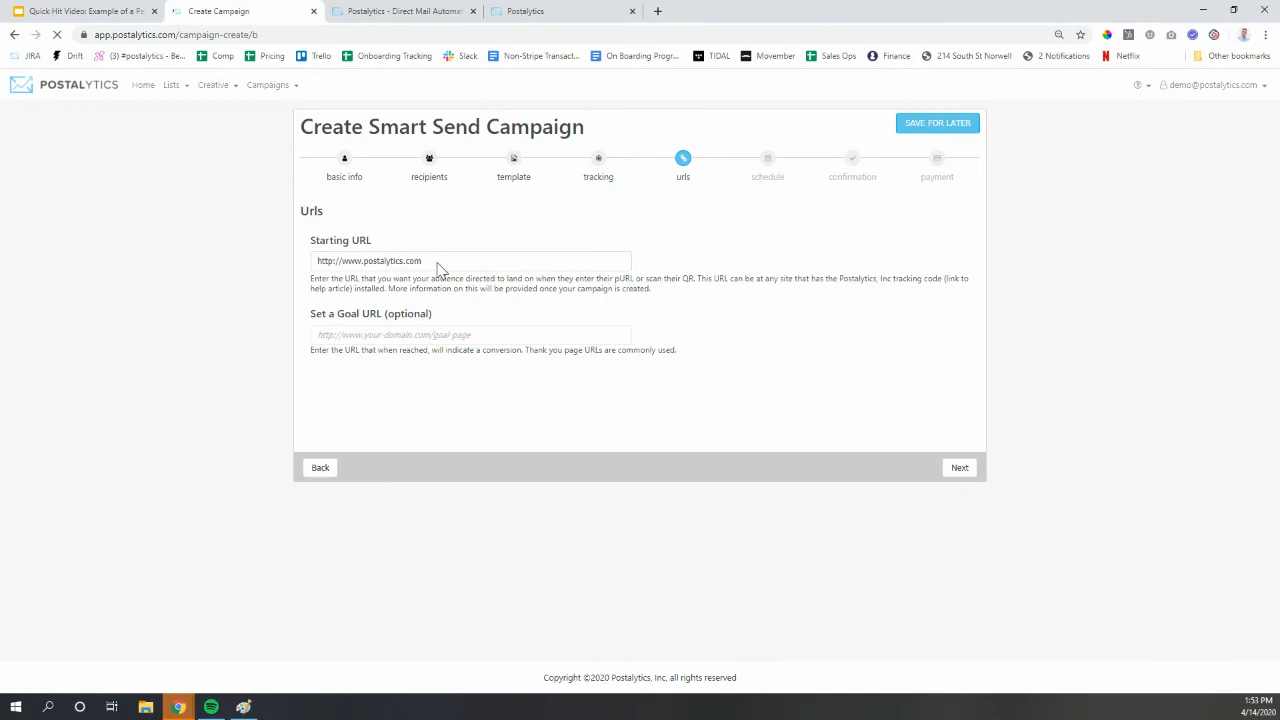 Quick Hit Video: Example of a Pe
Create Campaign
Postalytics - Direct Mail Automat
Postalytics
app.postalytics.com/campaign-create/b
JIRA
Drift
(3) #postalytics - Be...
Comp
Pricing
Trello
Onboarding Tracking
Slack
Non-Stripe Transact...
On Boarding Progr...
TIDAL
Movember
Sales Ops
Finance
214 South St Norwell
2 Notifications
Netflix
Other bookmarks
POSTALYTICS
Home
Lists
Creative
Campaigns
demo@postalytics.com
Create Smart Send Campaign
SAVE FOR LATER
basic info
recipients
template
tracking
urls
schedule
confirmation
payment
Urls
Starting URL
http://www.postalytics.com
Enter the URL that you want your audience directed to land on when they enter their pURL or scan their QR. This URL can be at any site that has the Postalytics, Inc tracking code (link to
help article) installed. More information on this will be provided once your campaign is created.
Set a Goal URL (optional)
http://www.your-domain.com/goal-page
Enter the URL that when reached, will indicate a conversion. Thank you page URLs are commonly used.
Back
Next
Copyright ©2020 Postalytics, Inc, all rights reserved
1:53 PM
4/14/2020